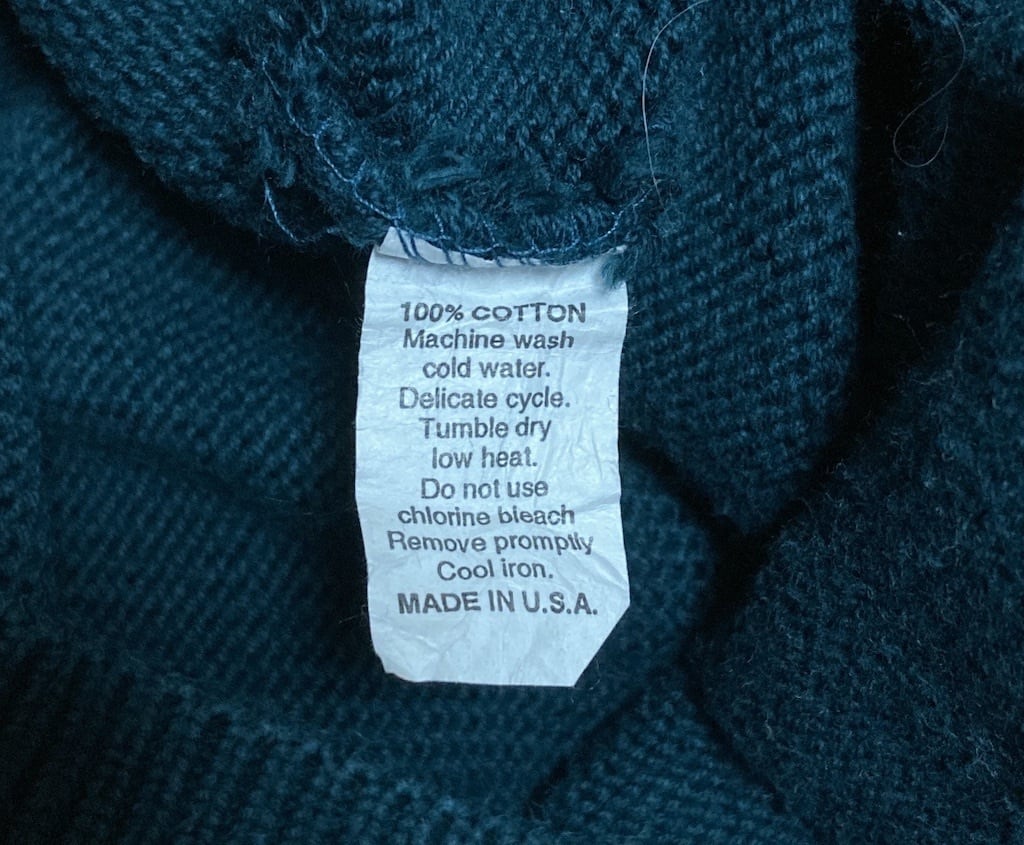 100% COTTON
Machine wash
cold water.
Delicate cycle.
Tumble dry
low heat.
Do not use
chlorine bleach
Remove promptly
Cool iron.
MADE IN U.S.A.